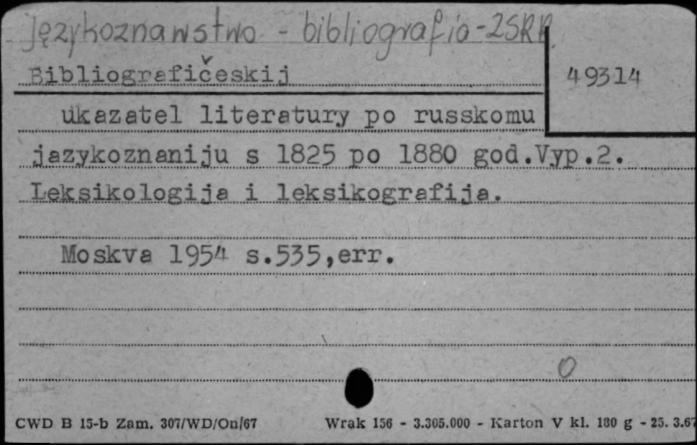 Językoznawstwo - bibliografia - ZSRR.
Bibliografičeskij
49314
ukazatel literatury po russkomu
jazykoznaniju s 1825 po 1880 god.Vyp.2.
Leksikologija i leksikografija.
Moskva 1954 s.535,err.
0
CWD B 15-b Zam. 307/WD/On/67 Wrak 156 - 3.305.000 - Karton V kl. 180 g - 25. 3.67